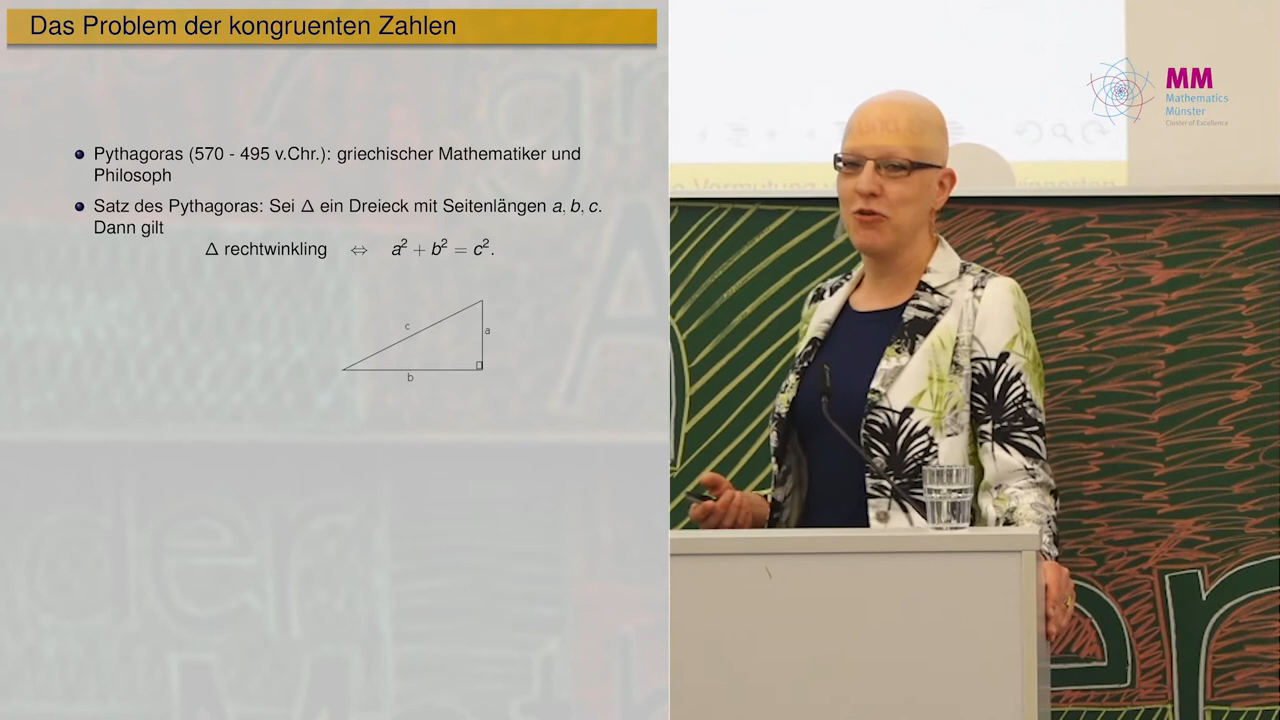 Das Problem der kongruenten Zahlen
Pythagoras (570 - 495 v.Chr.): griechischer Mathematiker und
Philosoph
Satz des Pythagoras: Sei Δ ein Dreieck mit Seitenlängen a, b, c.
Dann gilt
Δ rechtwinkling ⇔ a² + b² = c².
c
a
b
MM
Mathematics
Münster
Cluster of Excellence
Vermutung